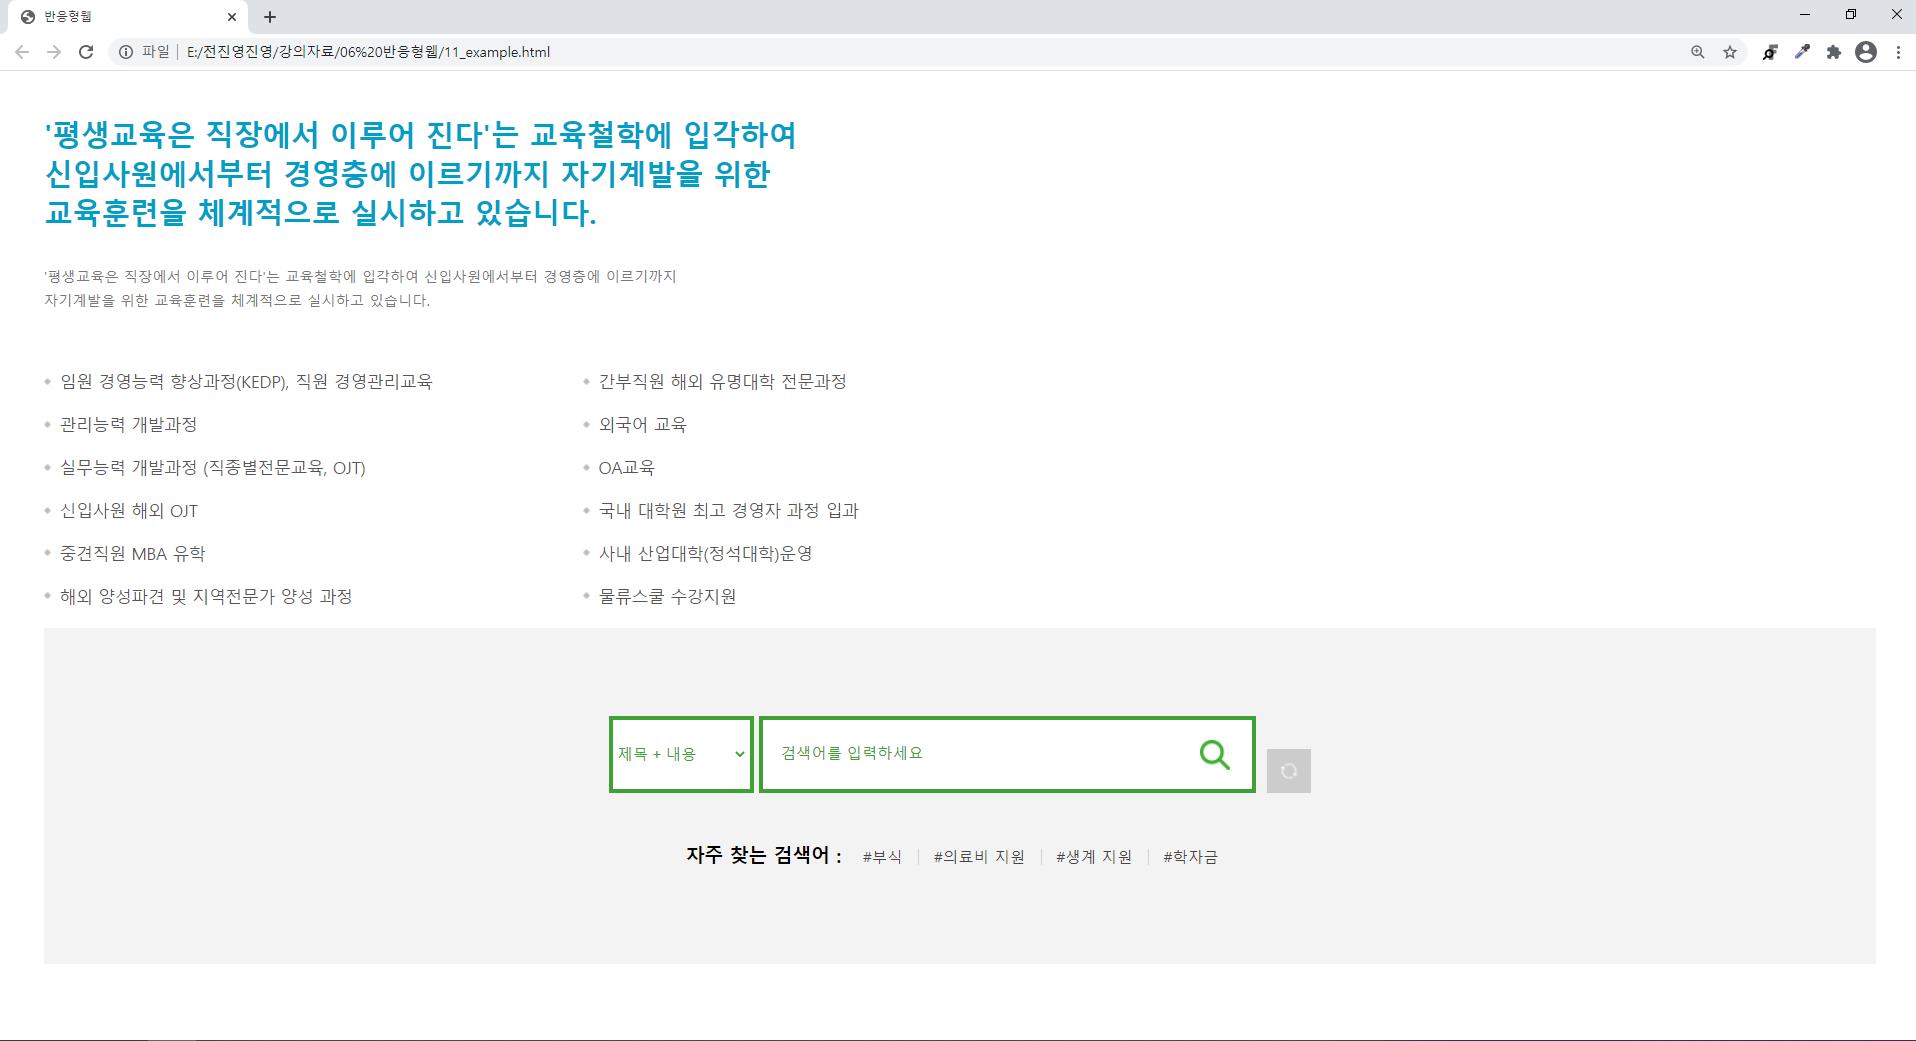 반응형웹
파일 | E:/전진영진영/강의자료/06%20반응형웹/11_example.html
'평생교육은 직장에서 이루어 진다'는 교육철학에 입각하여
신입사원에서부터 경영층에 이르기까지 자기계발을 위한
교육훈련을 체계적으로 실시하고 있습니다.
'평생교육은 직장에서 이루어 진다'는 교육철학에 입각하여 신입사원에서부터 경영층에 이르기까지
자기계발을 위한 교육훈련을 체계적으로 실시하고 있습니다.
임원 경영능력 향상과정(KEDP), 직원 경영관리교육
관리능력 개발과정
실무능력 개발과정 (직종별전문교육, OJT)
신입사원 해외 OJT
중견직원 MBA 유학
해외 양성파견 및 지역전문가 양성 과정
간부직원 해외 유명대학 전문과정
외국어 교육
OA교육
국내 대학원 최고 경영자 과정 입과
사내 산업대학(정석대학)운영
물류스쿨 수강지원
제목 + 내용
검색어를 입력하세요
자주 찾는 검색어 : #부식 #의료비 지원 #생계 지원 #학자금